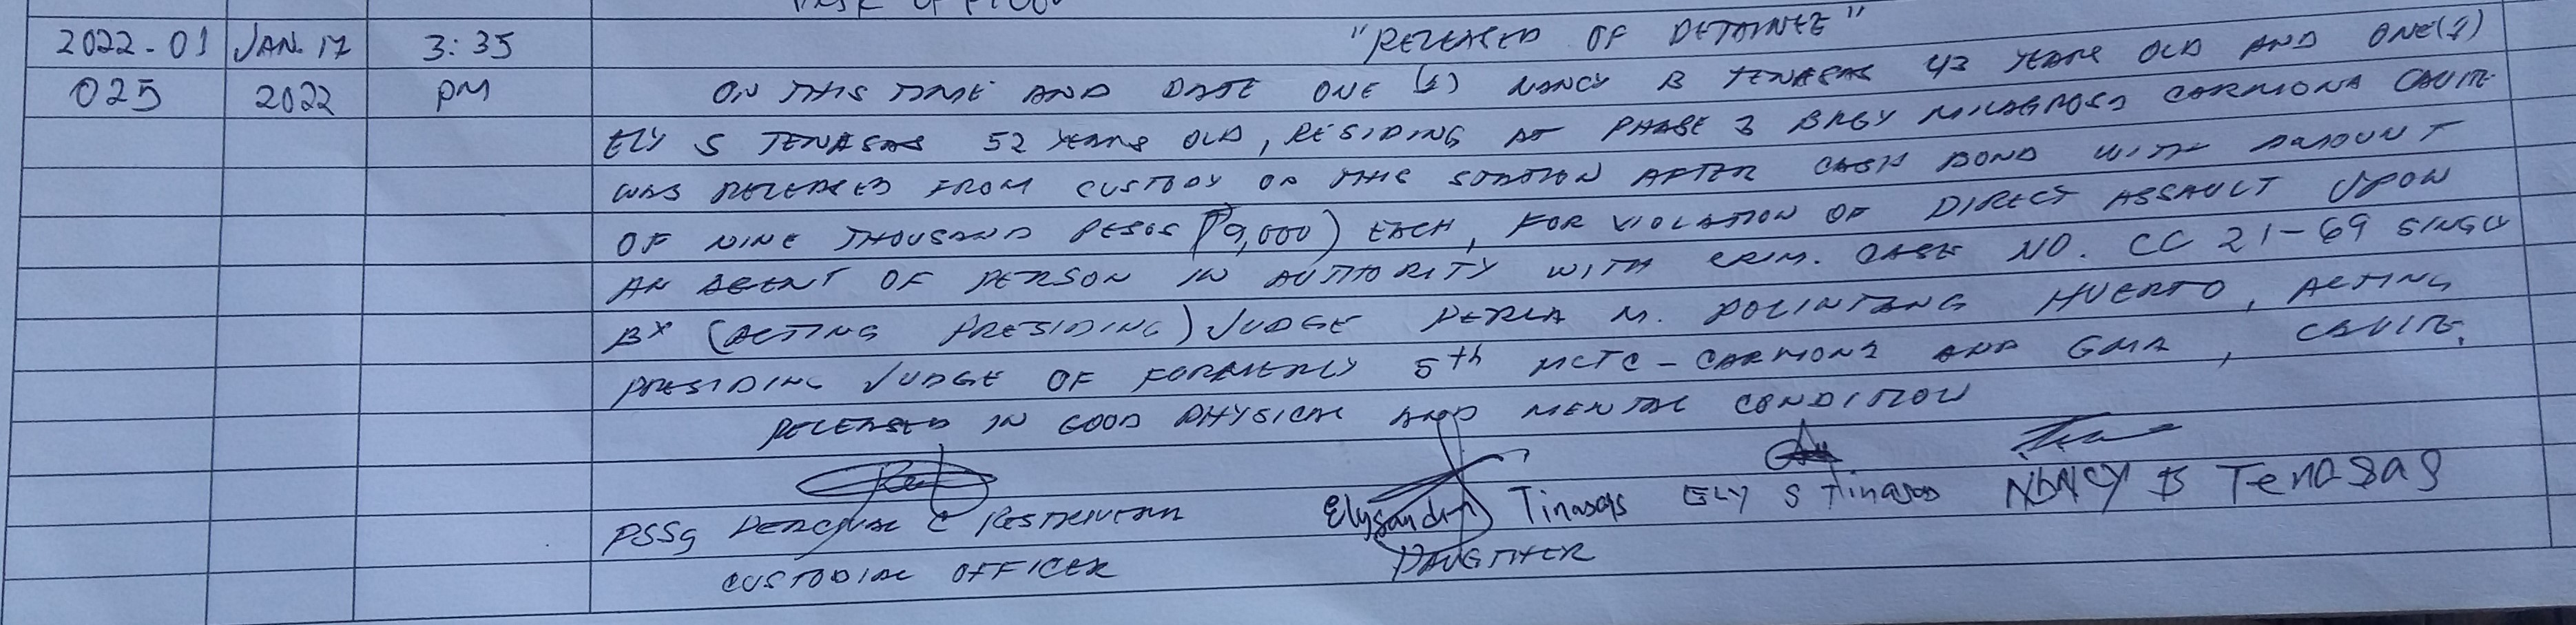 2022-01 JAN. 17 3:35 "RELEASED OF DETAINEE"
025 2022 PM ON THIS TIME AND DATE ONE (1) NANCY B TENASAS 43 YEARS OLD AND ONE (1)
ELY S TENASAS 52 YEARS OLD, RESIDING AT PHASE 3 BRGY MILAGROSA CARMONA CAVITE
WAS RELEASED FROM CUSTODY OF THIS STATION AFTER CASH BOND WITH AMOUNT
OF NINE THOUSAND PESOS (₱9,000) EACH, FOR VIOLATION OF DIRECT ASSAULT UPON
AN AGENT OF PERSON IN AUTHORITY WITH CRIM. CASE NO. CC 21-69 SINGD
BY (ACTING PRESIDING) JUDGE PERLA M. POLINTANG HUERTO, ACTING
PRESIDING JUDGE OF FORMERLY 5th MCTC - CARMONA AND GMA, CAVITE.
RELEASED IN GOOD PHYSICAL AND MENTAL CONDITION
PSSg PERCIVAL C Elysandra Tinasas ELY S Tinasas NANCY B Tenasas
CUSTODIAL OFFICER DAUGHTER